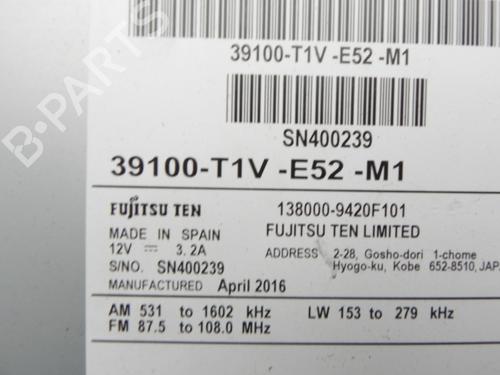 39100-T1V -E52 -M1
SN400239
39100-T1V -E52 -M1
FUJITSU TEN 138000-9420F101
MADE IN SPAIN FUJITSU TEN LIMITED
12V 3.2A ADDRESS 2-28, Gosho-dori 1-chome
Hyogo-ku, Kobe 652-8510, JAPA
S/NO. SN400239
MANUFACTURED April 2016
AM 531 to 1602 kHz LW 153 to 279 kHz
FM 87.5 to 108.0 MHz
B-PARTS